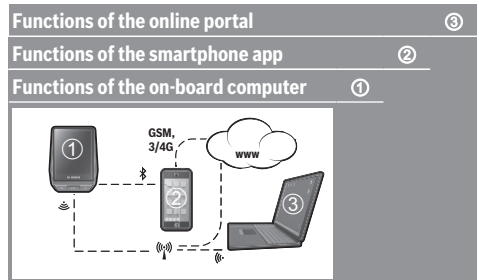 Functions of the online portal ③
Functions of the smartphone app ②
Functions of the on-board computer ①
GSM,
3/4G
www
①
②
③